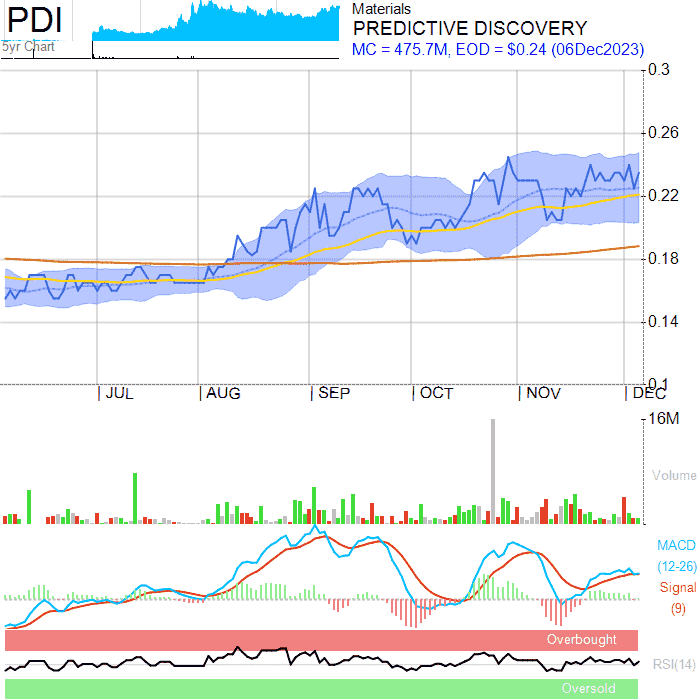 PDI
5yr Chart
Materials
PREDICTIVE DISCOVERY
MC = 475.7M, EOD = $0.24 (06Dec2023)
0.3
0.26
0.22
0.18
0.14
0.1
JUL AUG SEP OCT NOV DEC
16M
Volume
MACD
(12-26)
Signal
(9)
Overbought
RSI(14)
Oversold